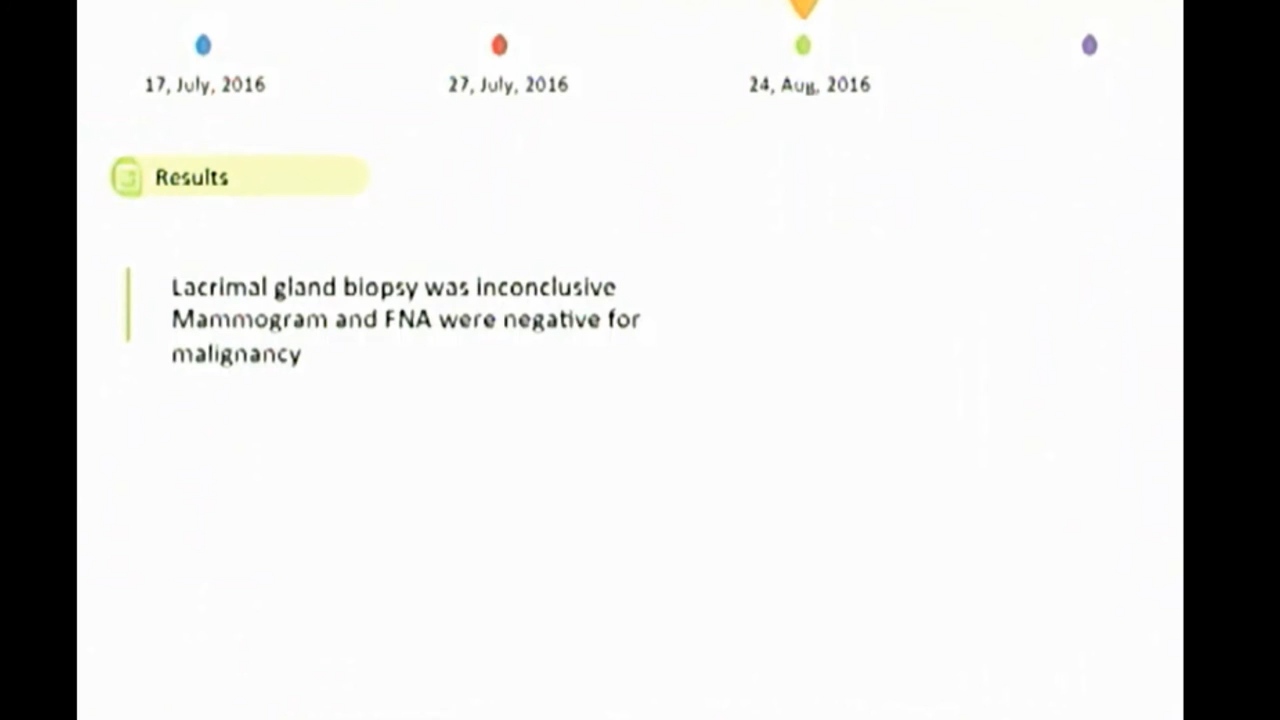 17, July, 2016
27, July, 2016
24, Aug, 2016
Results
Lacrimal gland biopsy was inconclusive
Mammogram and FNA were negative for
malignancy